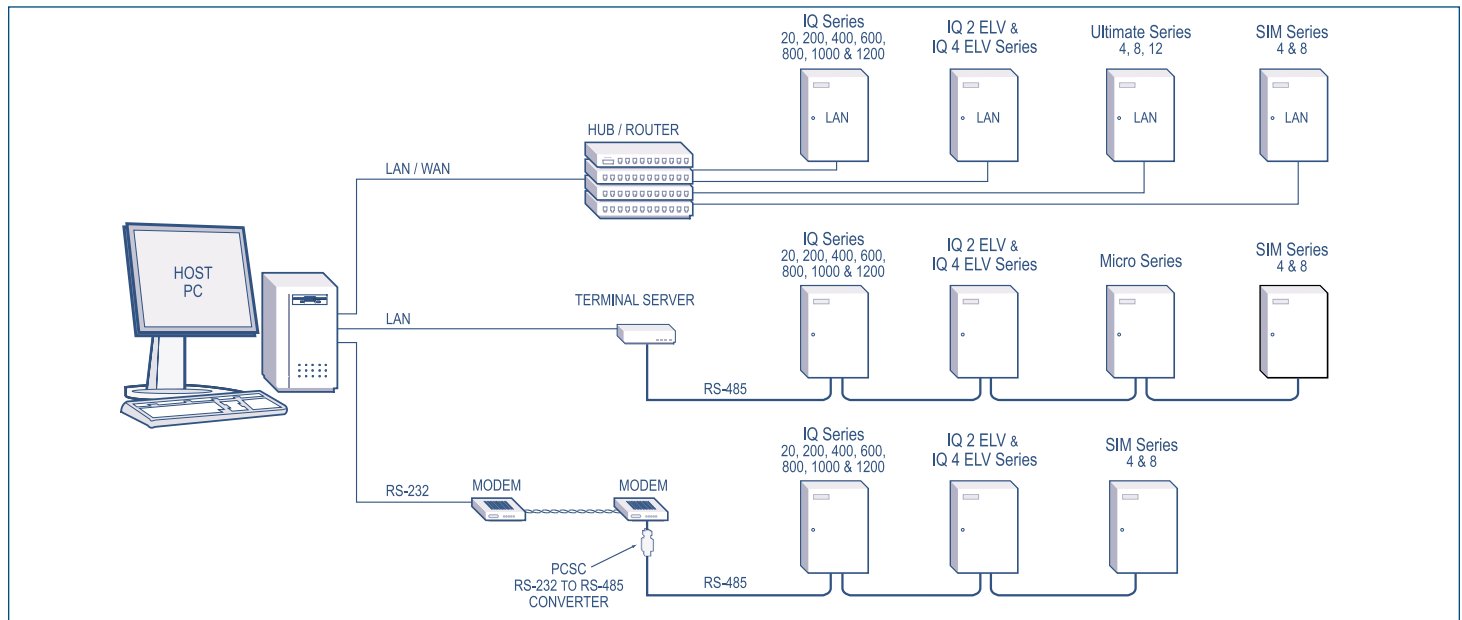 IQ Series
20, 200, 400, 600,
800, 1000 & 1200
IQ 2 ELV &
IQ 4 ELV Series
Ultimate Series
4, 8, 12
SIM Series
4 & 8
LAN
LAN
LAN
LAN
HUB / ROUTER
LAN / WAN
HOST
PC
IQ Series
20, 200, 400, 600,
800, 1000 & 1200
IQ 2 ELV &
IQ 4 ELV Series
Micro Series
SIM Series
4 & 8
TERMINAL SERVER
LAN
RS-485
IQ Series
20, 200, 400, 600,
800, 1000 & 1200
IQ 2 ELV &
IQ 4 ELV Series
SIM Series
4 & 8
RS-232
MODEM
MODEM
PCSC
RS-232 TO RS-485
CONVERTER
RS-485